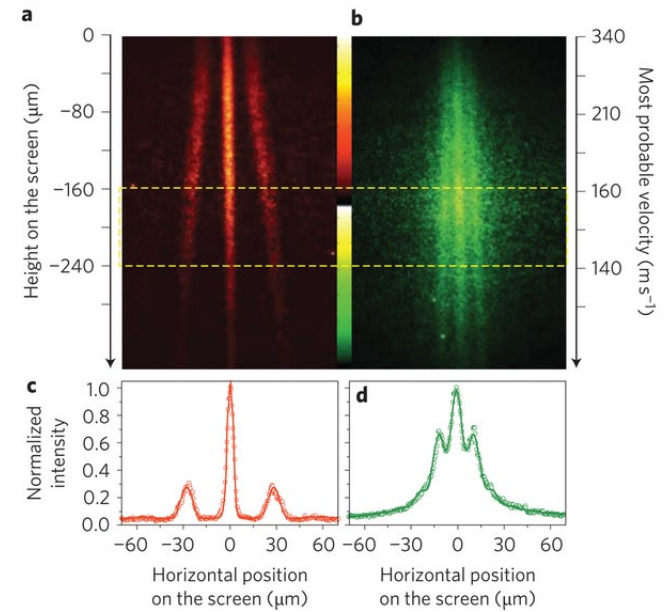 a
b
0
−80
−160
−240
Height on the screen (μm)
340
210
160
140
Most probable velocity (m s⁻¹)
c
d
1.0
0.8
0.6
0.4
0.2
0.0
Normalized
intensity
−60 −30 0 30 60
−60 −30 0 30 60
Horizontal position
on the screen (μm)
Horizontal position
on the screen (μm)